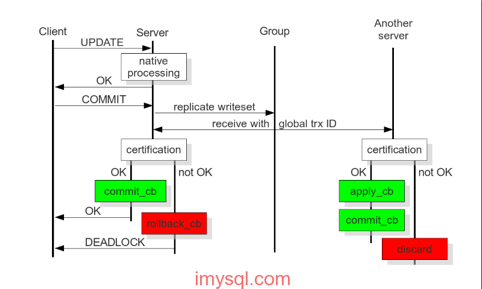 Client
Server
Group
Another
server
UPDATE
native
processing
OK
COMMIT
replicate writeset
receive with global trx ID
certification
certification
OK
not OK
OK
not OK
commit_cb
apply_cb
OK
rollback_cb
commit_cb
DEADLOCK
discard
imysql.com